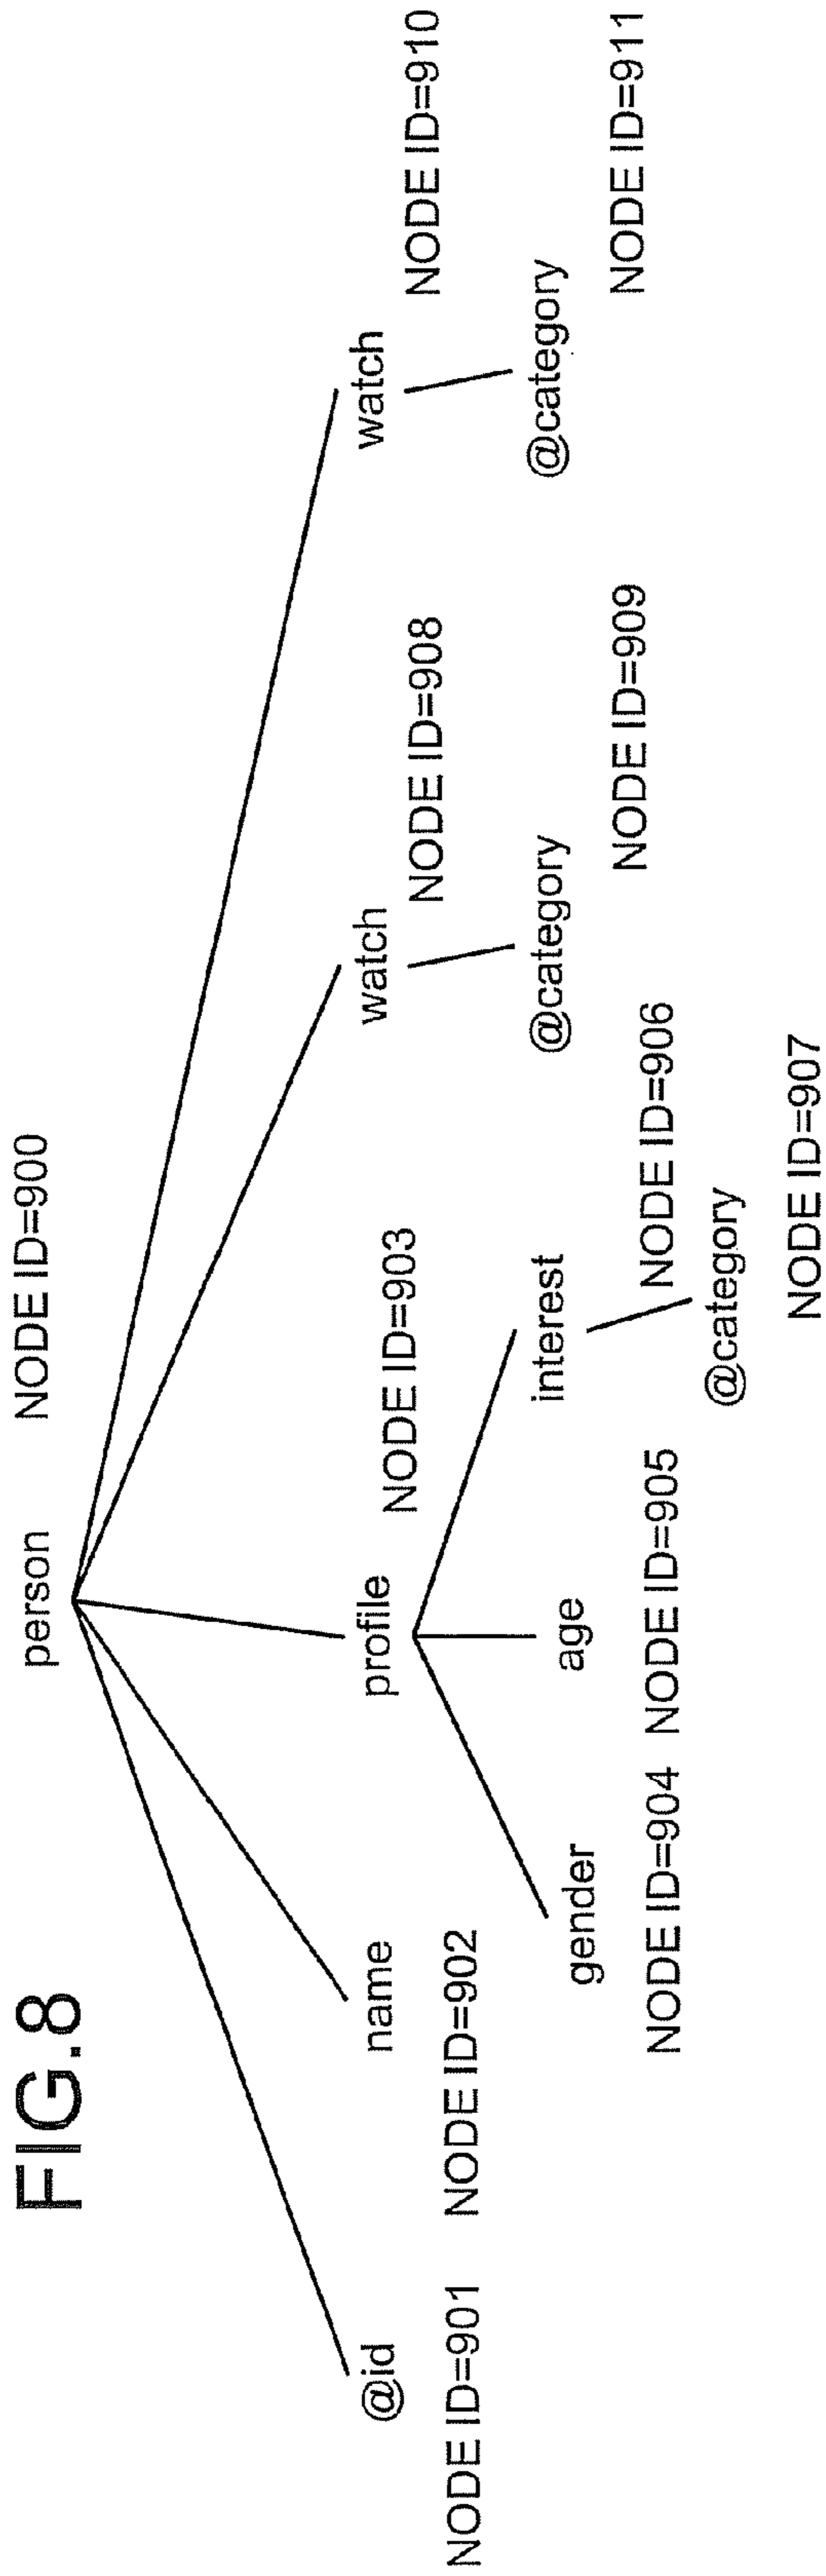 FIG.8
person
NODE ID=900
@id
NODE ID=901
name
NODE ID=902
profile
NODE ID=903
watch
NODE ID=908
watch
NODE ID=910
gender
NODE ID=904
age
NODE ID=905
interest
NODE ID=906
@category
NODE ID=909
@category
NODE ID=911
@category
NODE ID=907